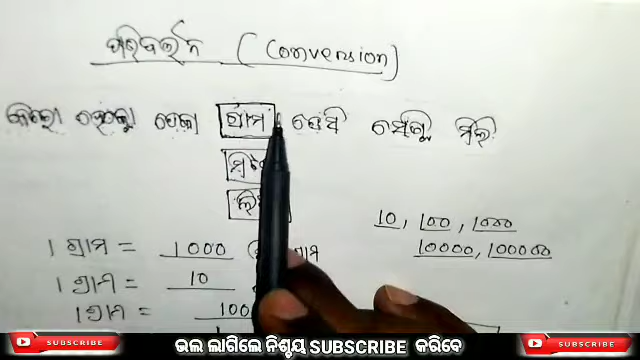 ପରିବର୍ତ୍ତନ (Conversion)
କିଲୋ ହେକ୍ଟୋ ଡେକା ଗ୍ରାମ ଡେସି ସେଣ୍ଟି ମିଲି
10, 100, 1000
10000, 100000
1 ଗ୍ରାମ = 1000
1 ଗ୍ରାମ = 10
1 ଗ୍ରାମ = 100
SUBSCRIBE ଭଲ ଲାଗିଲେ ନିଶ୍ଚୟ SUBSCRIBE କରିବେ SUBSCRIBE